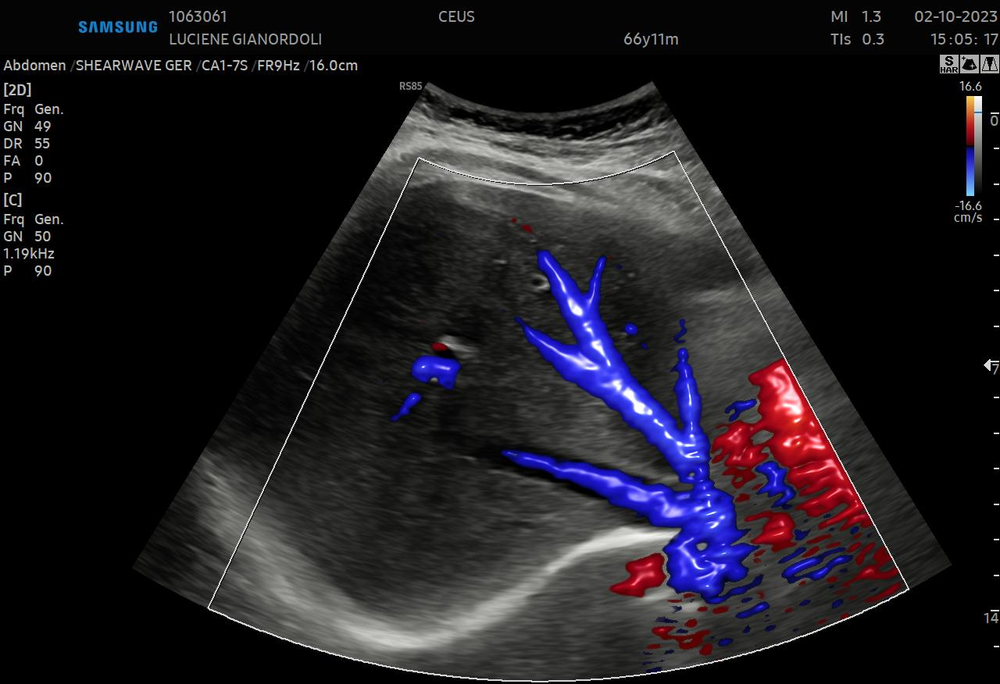 SAMSUNG 1063061 CEUS MI 1.3 02-10-2023
LUCIENE GIANORDOLI 66y11m TIs 0.3 15:05: 17
Abdomen /SHEARWAVE GER /CA1-7S /FR9Hz /16.0cm
S
HAR
[2D]
Frq Gen.
GN 49
DR 55
FA 0
P 90
[C]
Frq Gen.
GN 50
1.19kHz
P 90
RS85
16.6
-16.6
cm/s
0
7
14